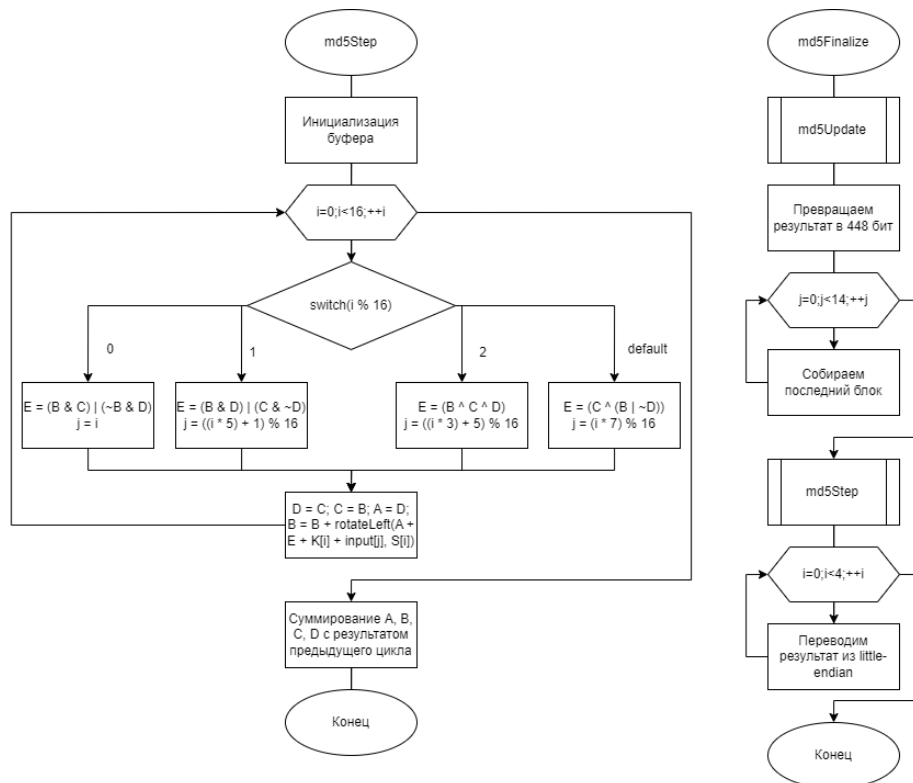 md5Step
Инициализация
буфера
i=0;i<16;++i
switch(i % 16)
0
1
2
default
E = (B & C) | (~B & D)
j = i
E = (B & D) | (C & ~D)
j = ((i * 5) + 1) % 16
E = (B ^ C ^ D)
j = ((i * 3) + 5) % 16
E = (C ^ (B | ~D))
j = (i * 7) % 16
D = C; C = B; A = D;
B = B + rotateLeft(A +
E + K[i] + input[j], S[i])
Суммирование A, B,
C, D с результатом
предыдущего цикла
Конец
md5Finalize
md5Update
Превращаем
результат в 448 бит
j=0;j<14;++j
Собираем
последний блок
md5Step
i=0;i<4;++i
Переводим
результат из little-
endian
Конец